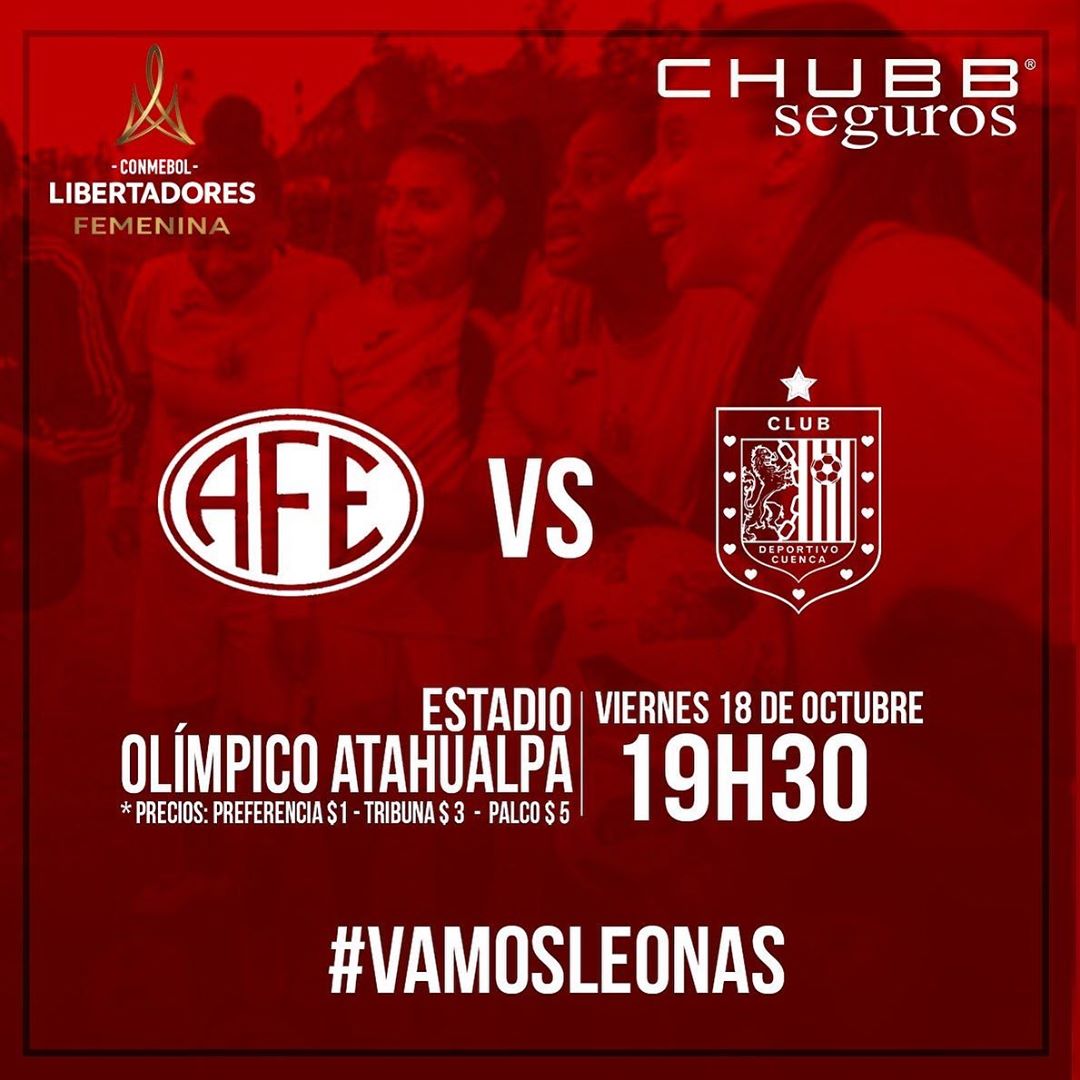 - CONMEBOL -
LIBERTADORES
FEMENINA
CHUBB®
seguros
AFE
VS
CLUB
DEPORTIVO
CUENCA
ESTADIO
OLÍMPICO ATAHUALPA
* PRECIOS: PREFERENCIA $1 - TRIBUNA $ 3 - PALCO $ 5
VIERNES 18 DE OCTUBRE
19H30
#VAMOSLEONAS